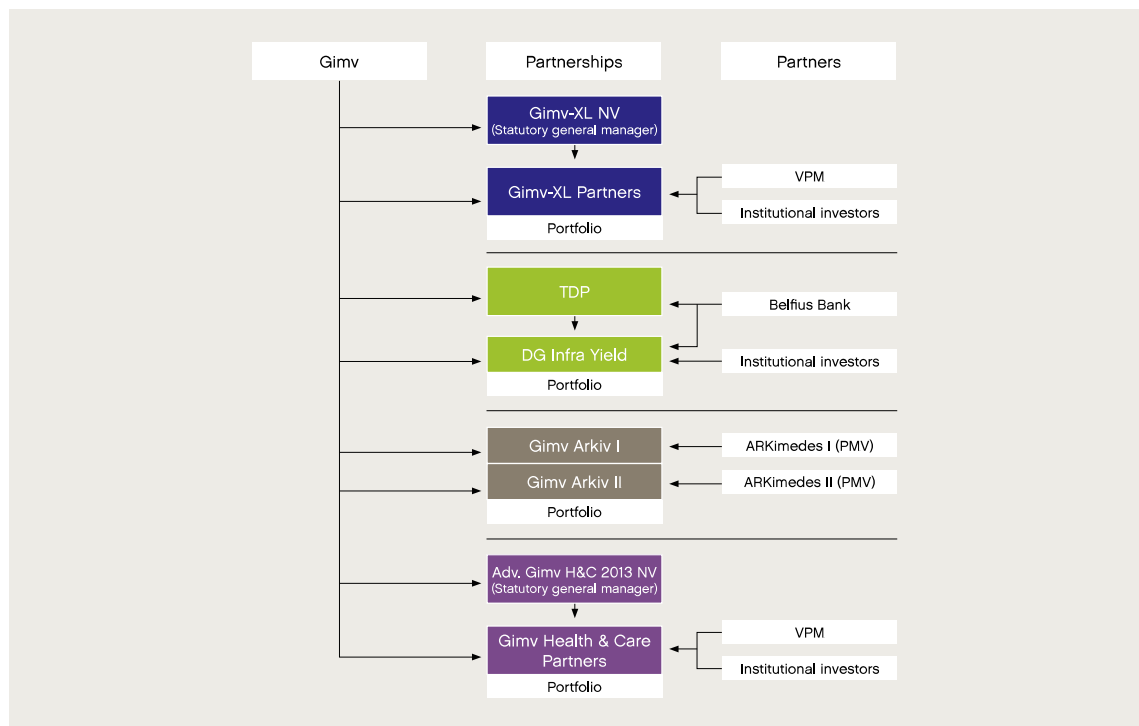 Gimv
Partnerships
Partners
Gimv-XL NV
(Statutory general manager)
Gimv-XL Partners
Portfolio
VPM
Institutional investors
TDP
DG Infra Yield
Portfolio
Belfius Bank
Institutional investors
Gimv Arkiv I
Gimv Arkiv II
Portfolio
ARKimedes I (PMV)
ARKimedes II (PMV)
Adv. Gimv H&C 2013 NV
(Statutory general manager)
Gimv Health & Care
Partners
Portfolio
VPM
Institutional investors